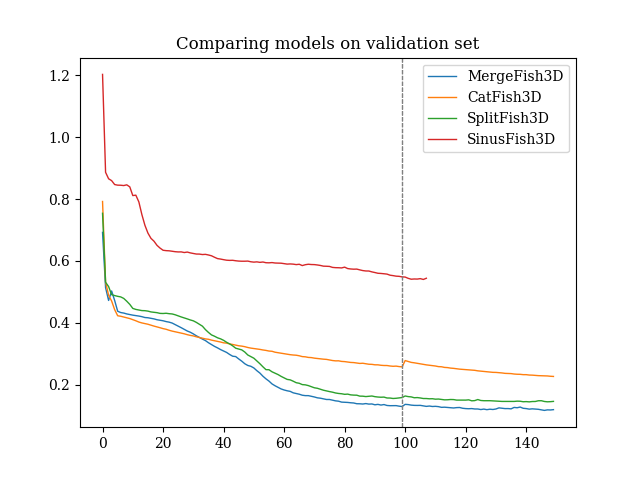 Comparing models on validation set
MergeFish3D
CatFish3D
SplitFish3D
SinusFish3D
1.2
1.0
0.8
0.6
0.4
0.2
0 20 40 60 80 100 120 140